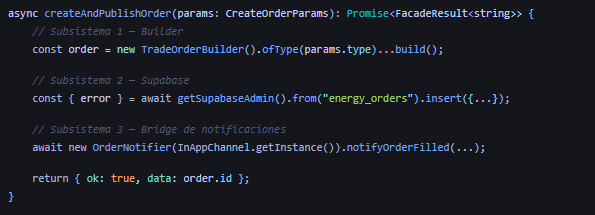 async createAndPublishOrder(params: CreateOrderParams): Promise<FacadeResult<string>> {
// Subsistema 1 — Builder
const order = new TradeOrderBuilder().ofType(params.type)...build();
// Subsistema 2 — Supabase
const { error } = await getSupabaseAdmin().from("energy_orders").insert({...});
// Subsistema 3 — Bridge de notificaciones
await new OrderNotifier(InAppChannel.getInstance()).notifyOrderFilled(...);
return { ok: true, data: order.id };
}